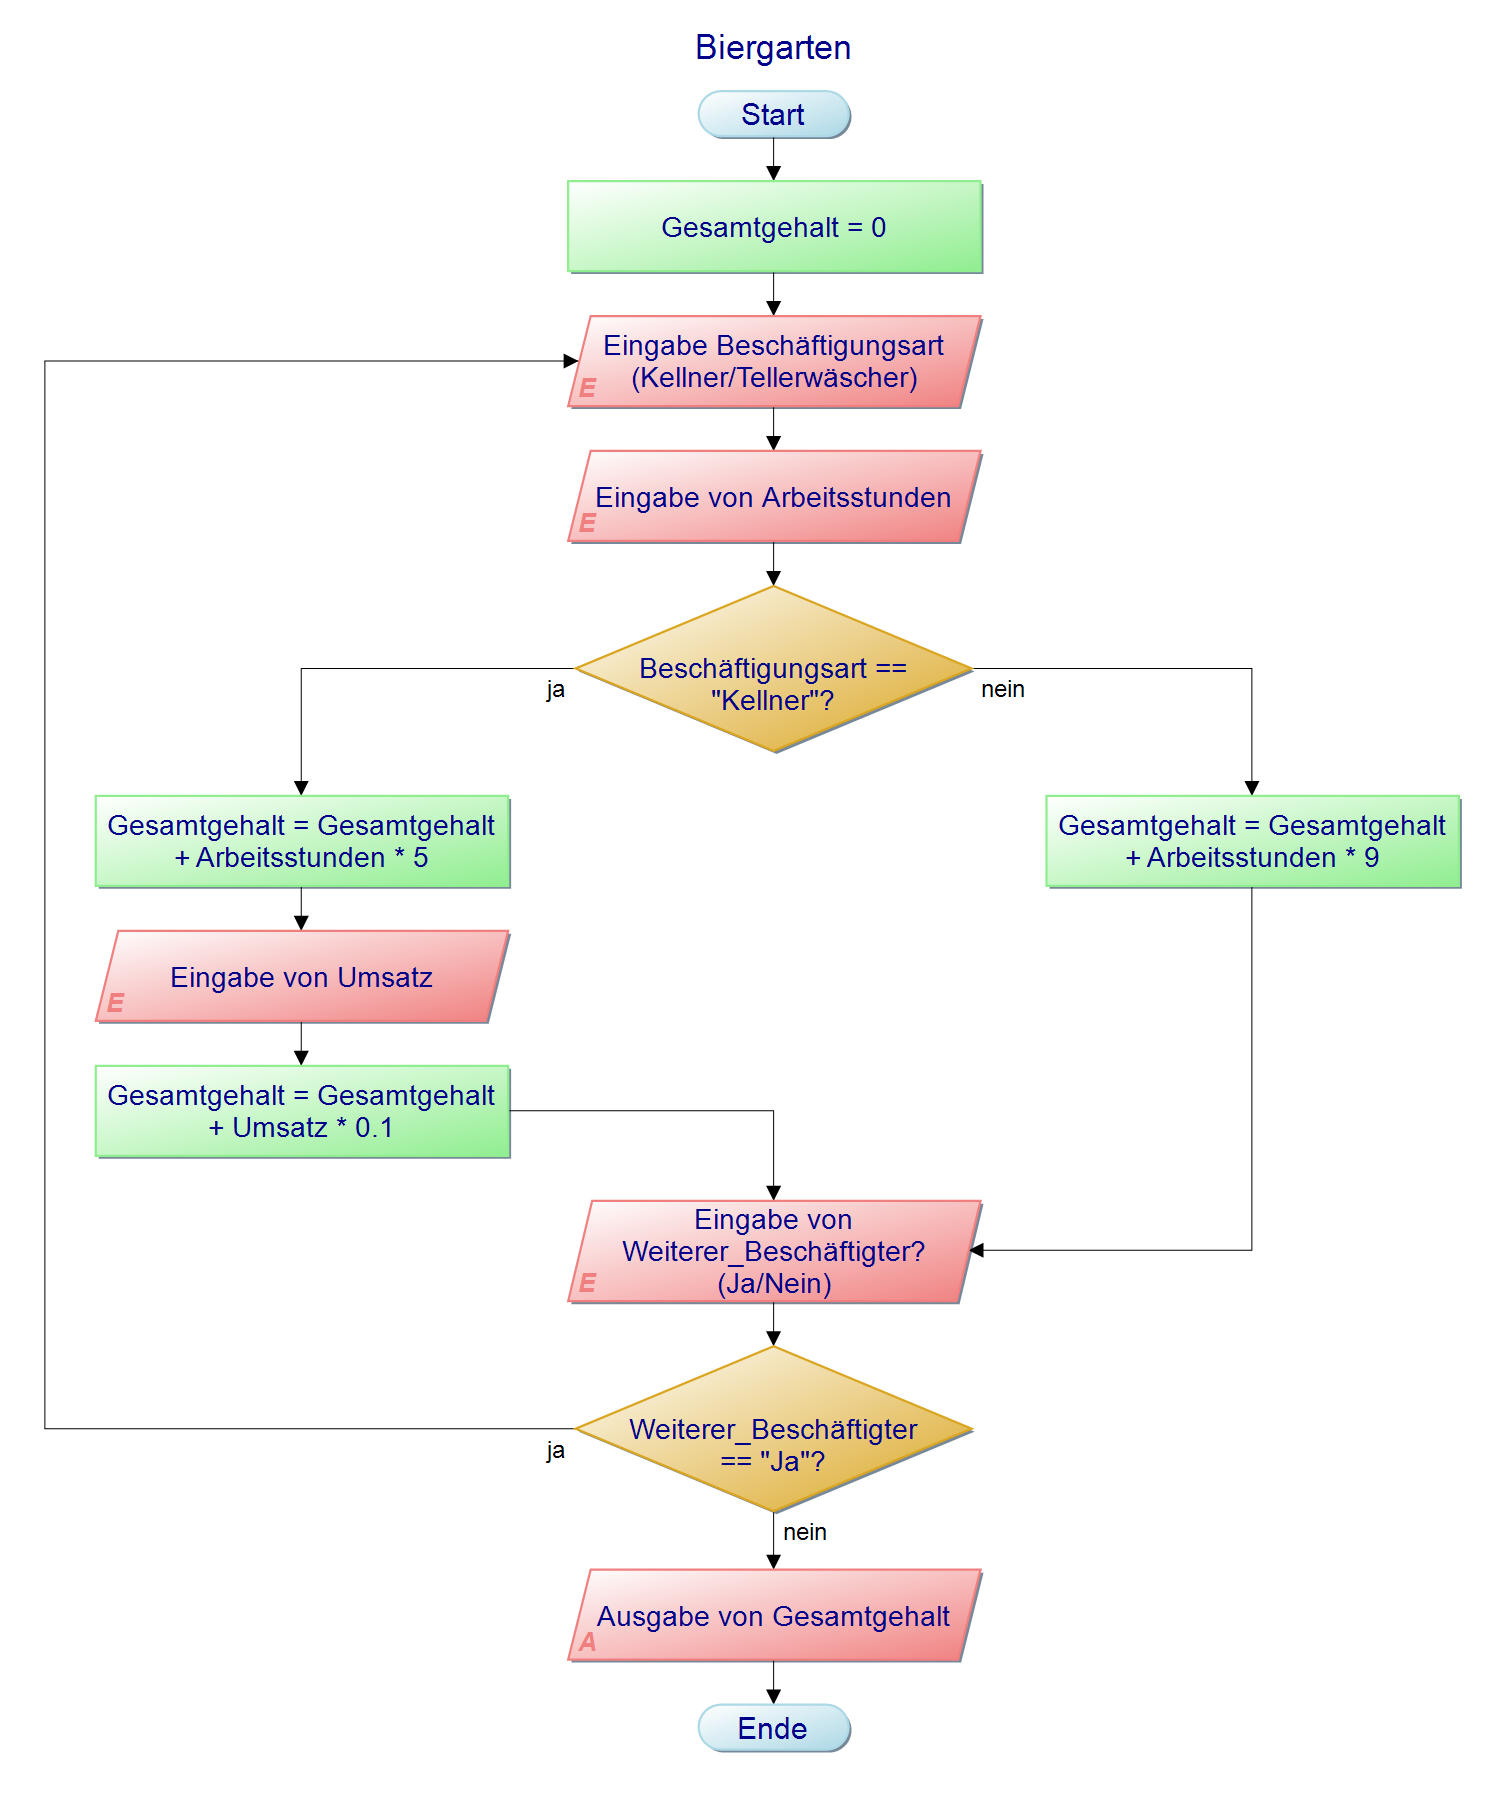 Biergarten
Start
Gesamtgehalt = 0
Eingabe Beschäftigungsart
(Kellner/Tellerwäscher)
E
Eingabe von Arbeitsstunden
E
Beschäftigungsart ==
"Kellner"?
ja
nein
Gesamtgehalt = Gesamtgehalt
+ Arbeitsstunden * 5
Gesamtgehalt = Gesamtgehalt
+ Arbeitsstunden * 9
Eingabe von Umsatz
E
Gesamtgehalt = Gesamtgehalt
+ Umsatz * 0.1
Eingabe von
Weiterer_Beschäftigter?
(Ja/Nein)
E
Weiterer_Beschäftigter
== "Ja"?
ja
nein
Ausgabe von Gesamtgehalt
A
Ende